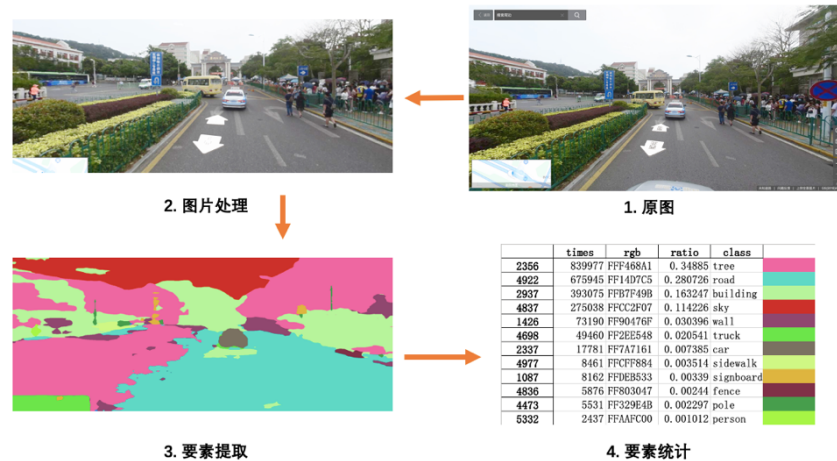 2. 图片处理
1. 原图
times rgb ratio class
2356 839977 FFF468A1 0.34885 tree
4922 675945 FF14D7C5 0.280726 road
2937 393075 FFB7F49B 0.163247 building
4837 275038 FFCC2F07 0.114226 sky
1426 73190 FF90476F 0.030396 wall
4698 49460 FF2EE548 0.020541 truck
2337 17781 FF7A7161 0.007385 car
4977 8461 FFCFF884 0.003514 sidewalk
1087 8162 FFDEB533 0.00339 signboard
4836 5876 FF803047 0.00244 fence
4473 5531 FF329E4B 0.002297 pole
5332 2437 FFAAFC00 0.001012 person
3. 要素提取
4. 要素统计